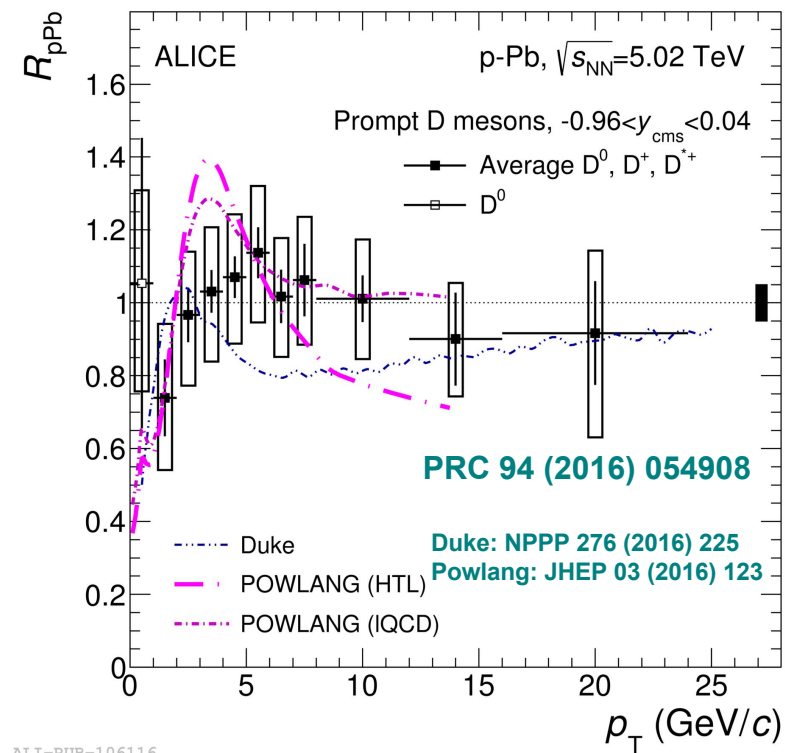 R_pPb
ALICE
p-Pb, √s_NN=5.02 TeV
Prompt D mesons, -0.96<y_cms<0.04
Average D⁰, D⁺, D*⁺
D⁰
1.6
1.4
1.2
1
0.8
0.6
0.4
0.2
0
PRC 94 (2016) 054908
Duke
POWLANG (HTL)
POWLANG (lQCD)
Duke: NPPP 276 (2016) 225
Powlang: JHEP 03 (2016) 123
0 5 10 15 20 25
p_T (GeV/c)